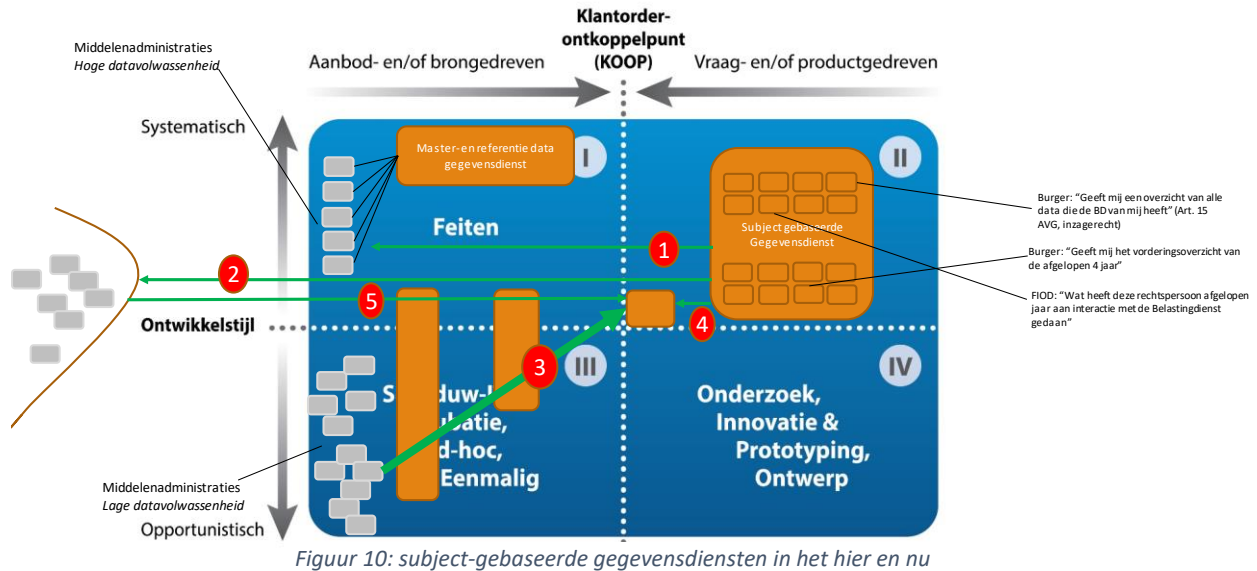 Klantorder-
ontkoppelpunt
(KOOP)
Aanbod- en/of brongedreven
Vraag- en/of productgedreven
Middelenadministraties
Hoge datavolwassenheid
Systematisch
Master- en referentie data
gegevensdienst
I
II
Feiten
Subject gebaseerde
Gegevensdienst
Burger: “Geeft mij een overzicht van alle
data die de BD van mij heeft” (Art. 15
AVG, inzagerecht)
Burger: “Geeft mij het vorderingsoverzicht van
de afgelopen 4 jaar”
FIOD: “Wat heeft deze rechtspersoon afgelopen
jaar aan interactie met de Belastingdienst
gedaan”
1
2
5
4
3
Ontwikkelstijl
III
IV
Eenmalig
Onderzoek,
Innovatie &
Prototyping,
Ontwerp
Middelenadministraties
Lage datavolwassenheid
Opportunistisch
Figuur 10: subject-gebaseerde gegevensdiensten in het hier en nu